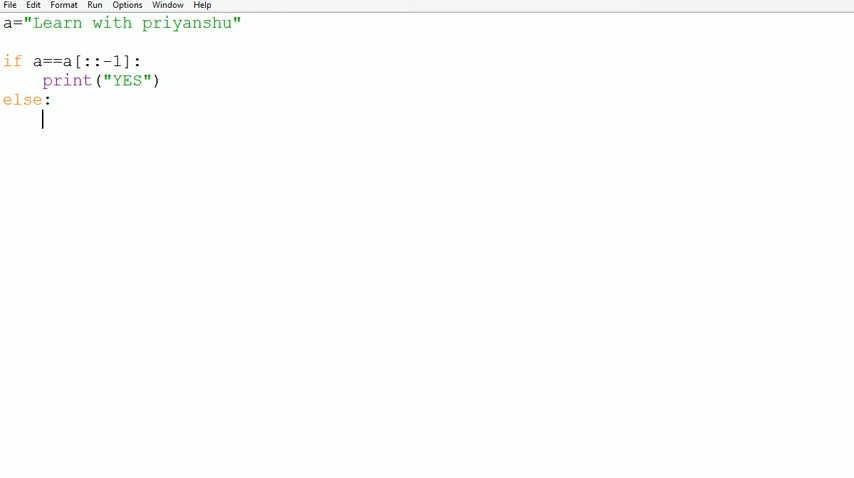 File Edit Format Run Options Window Help
a="Learn with priyanshu"
if a==a[::-1]:
    print("YES")
else: